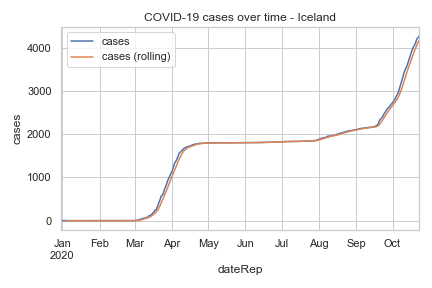 COVID-19 cases over time - Iceland
cases
cases (rolling)
4000
3000
2000
1000
0
cases
Jan Feb Mar Apr May Jun Jul Aug Sep Oct
2020
dateRep